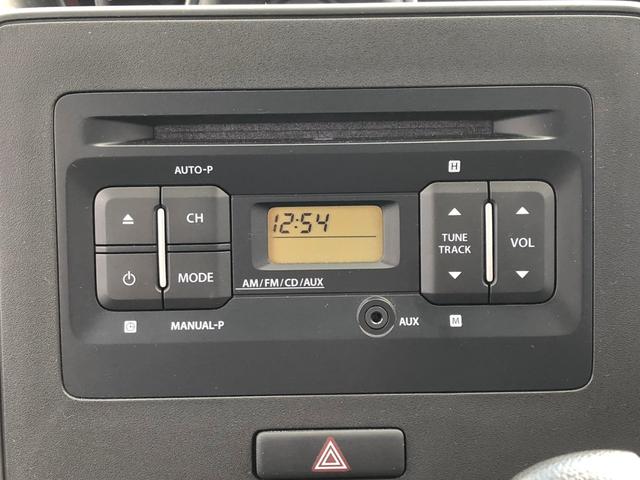 AUTO-P
H
CH
12:54
TUNE
TRACK
VOL
MODE
AM/FM/CD/AUX
MANUAL-P
AUX
M